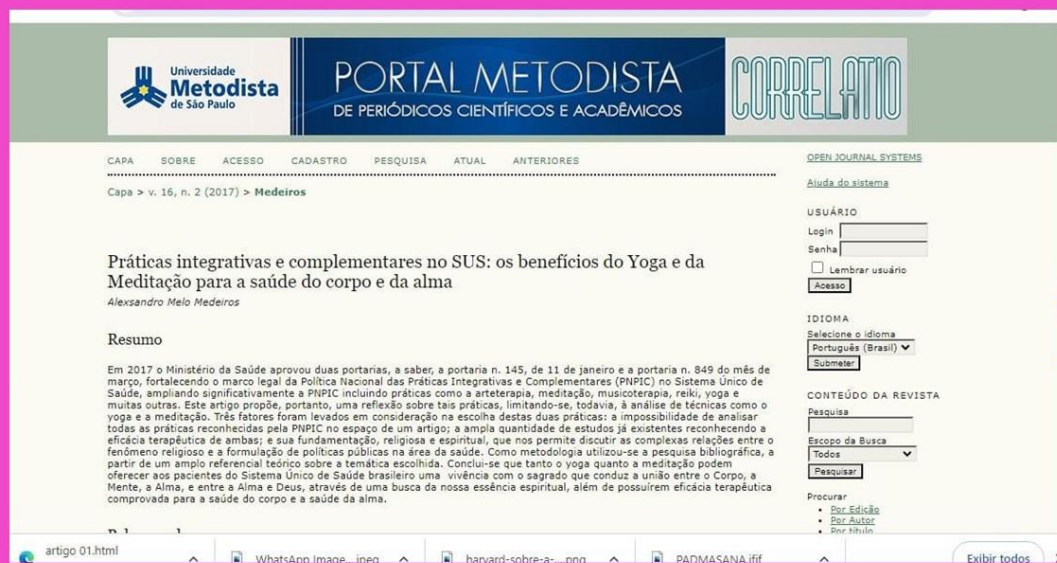 Universidade
Metodista
de São Paulo
PORTAL METODISTA
DE PERIÓDICOS CIENTÍFICOS E ACADÊMICOS
CORRELATIO
CAPA SOBRE ACESSO CADASTRO PESQUISA ATUAL ANTERIORES
Capa > v. 16, n. 2 (2017) > Medeiros
Práticas integrativas e complementares no SUS: os benefícios do Yoga e da
Meditação para a saúde do corpo e da alma
Alexsandro Melo Medeiros
Resumo
Em 2017 o Ministério da Saúde aprovou duas portarias, a saber, a portaria n. 145, de 11 de janeiro e a portaria n. 849 do mês de
março, fortalecendo o marco legal da Política Nacional das Práticas Integrativas e Complementares (PNPIC) no Sistema Único de
Saúde, ampliando significativamente a PNPIC incluindo práticas como a arteterapia, meditação, musicoterapia, reiki, yoga e
muitas outras. Este artigo propõe, portanto, uma reflexão sobre tais práticas, limitando-se, todavia, à análise de técnicas como o
yoga e a meditação. Três fatores foram levados em consideração na escolha destas duas práticas: a impossibilidade de analisar
todas as práticas reconhecidas pela PNPIC no espaço de um artigo; a ampla quantidade de estudos já existentes reconhecendo a
eficácia terapêutica de ambas; e sua fundamentação, religiosa e espiritual, que nos permite discutir as complexas relações entre o
fenômeno religioso e a formulação de políticas públicas na área da saúde. Como metodologia utilizou-se a pesquisa bibliográfica, a
partir de um amplo referencial teórico sobre a temática escolhida. Conclui-se que tanto o yoga quanto a meditação podem
oferecer aos pacientes do Sistema Único de Saúde brasileiro uma vivência com o sagrado que conduz a união entre o Corpo, a
Mente, a Alma, e entre a Alma e Deus, através de uma busca da nossa essência espiritual, além de possuírem eficácia terapêutica
comprovada para a saúde do corpo e a saúde da alma.
OPEN JOURNAL SYSTEMS
Ajuda do sistema
USUÁRIO
Login
Senha
Lembrar usuário
Acesso
IDIOMA
Selecione o idioma
Português (Brasil)
Submeter
CONTEÚDO DA REVISTA
Pesquisa
Escopo da Busca
Todos
Pesquisar
Procurar
Por Edição
Por Autor
Por título
artigo 01.html
WhatsApp Image...jpeg
harvard-sobre-a-....png
PADMASANA.jfif
Exibir todos